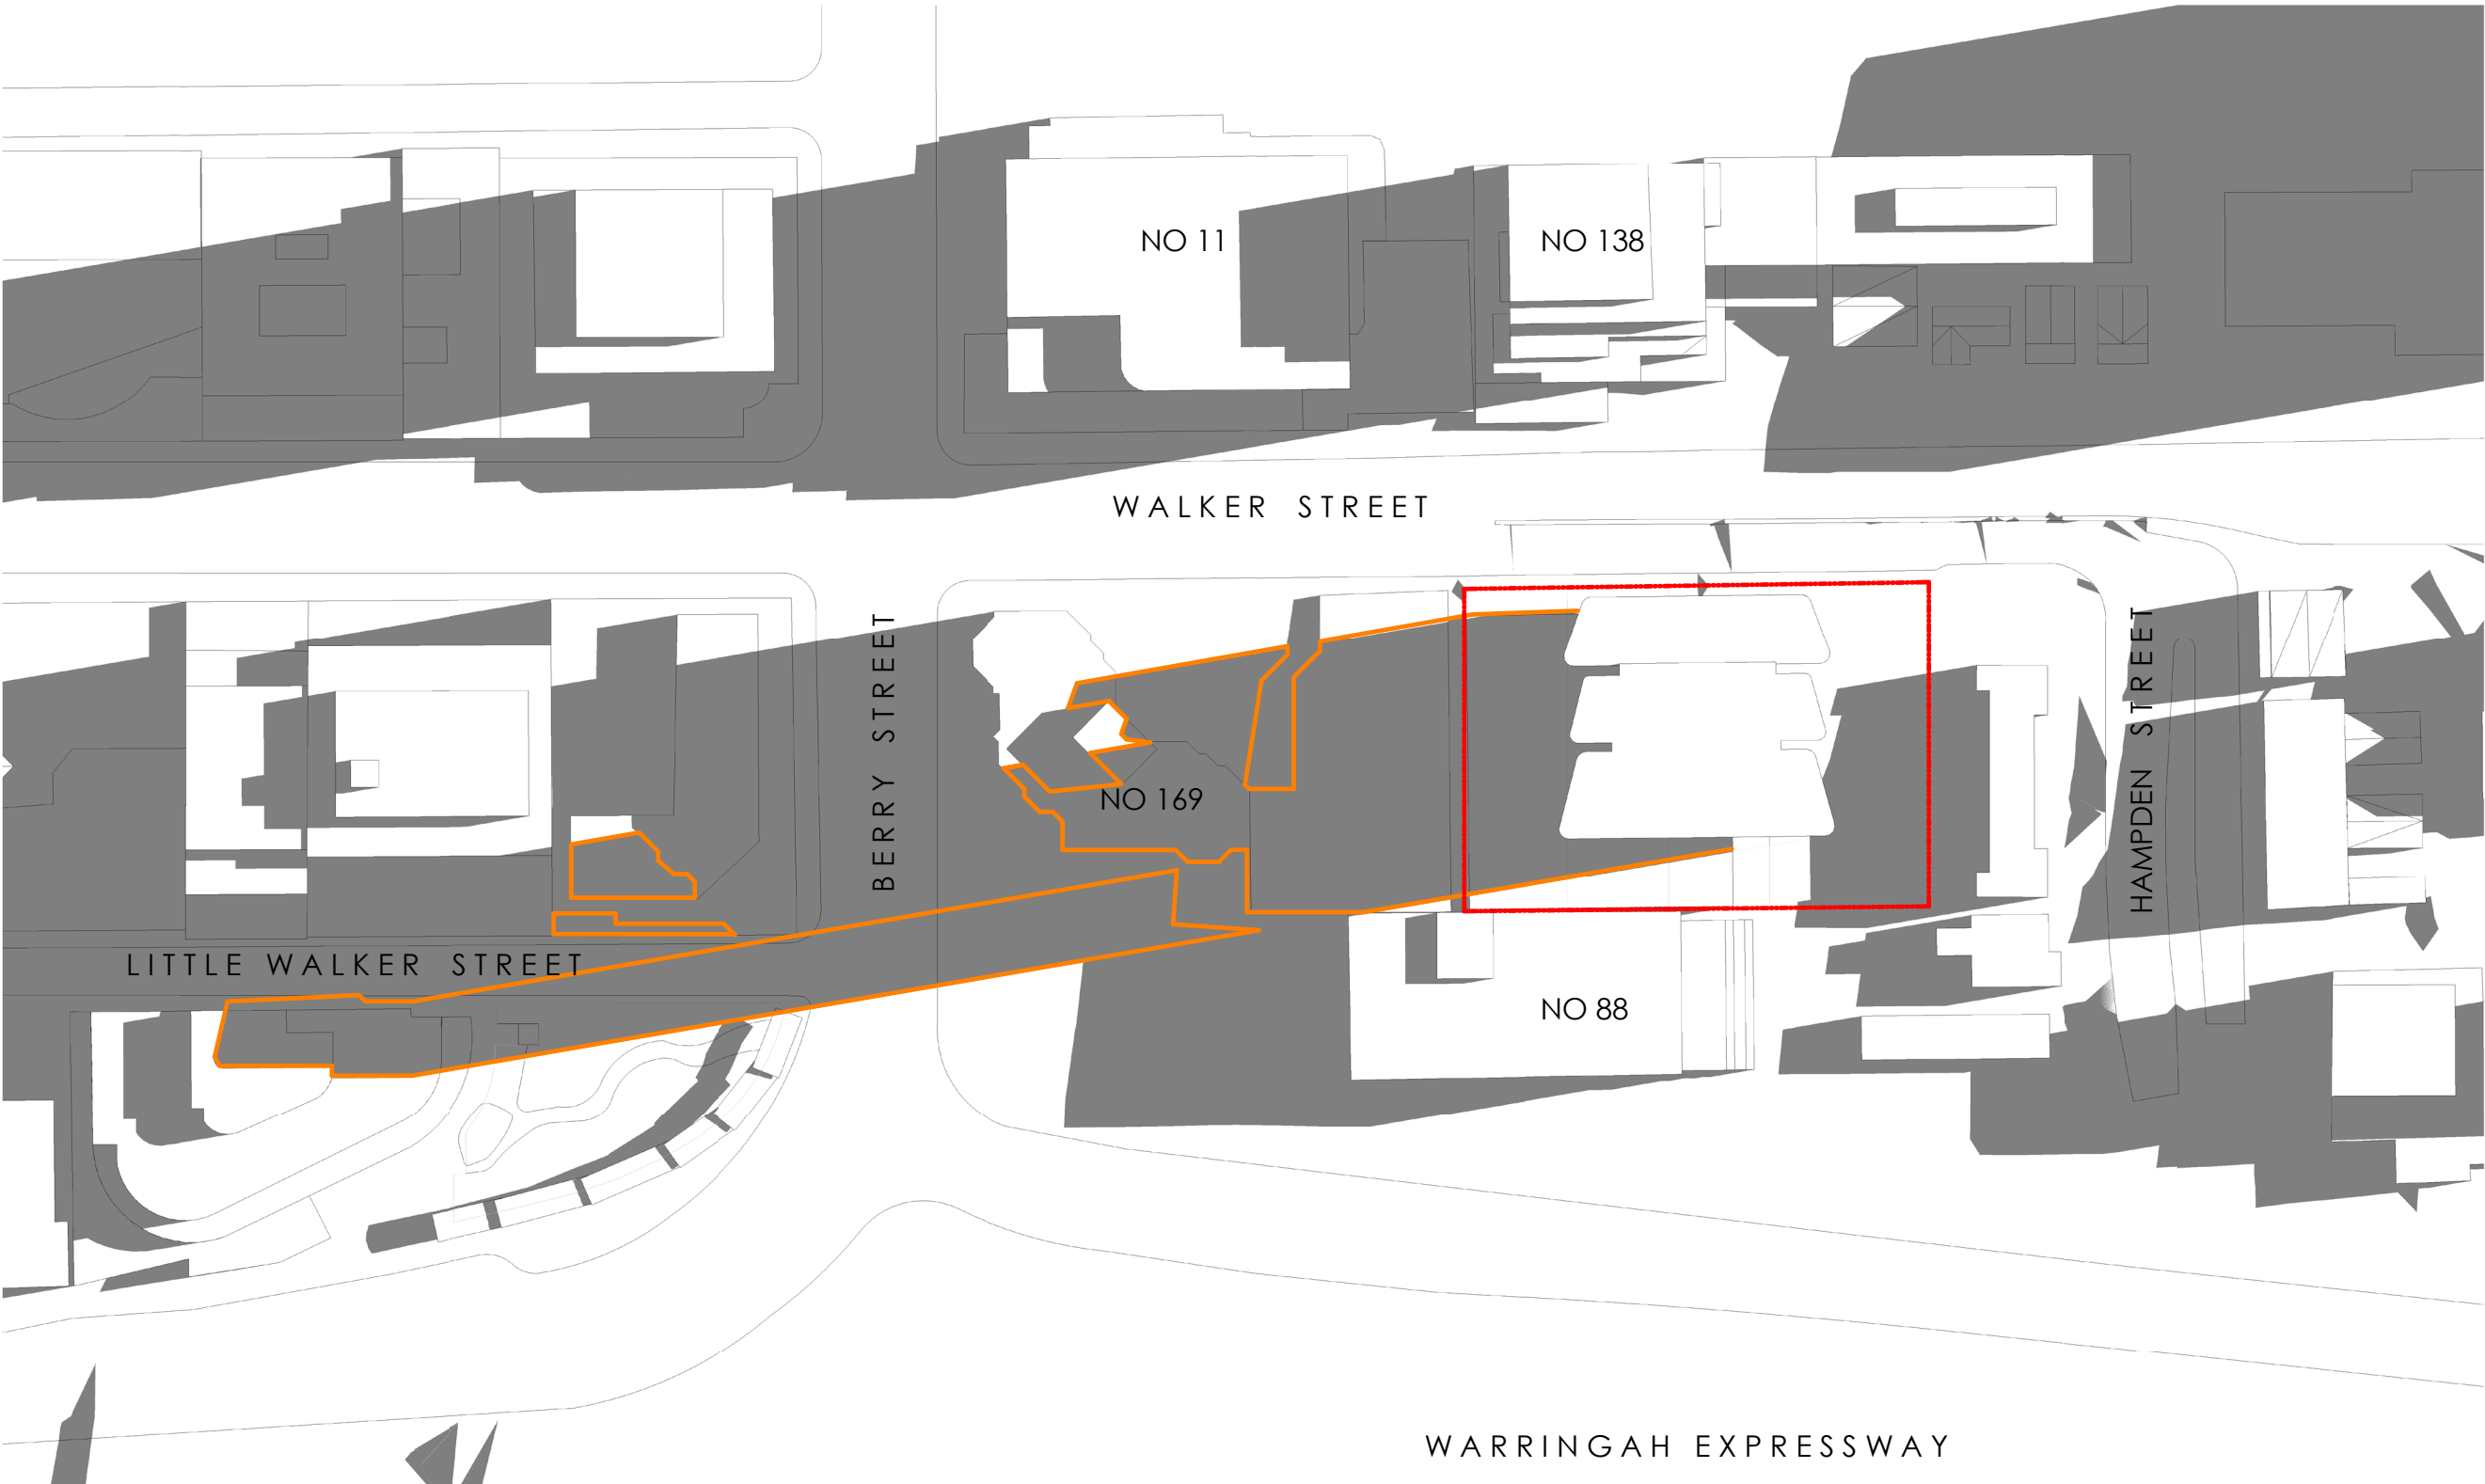 NO 11
NO 138
WALKER STREET
BERRY STREET
HAMPDEN STREET
NO 169
LITTLE WALKER STREET
NO 88
WARRINGAH EXPRESSWAY